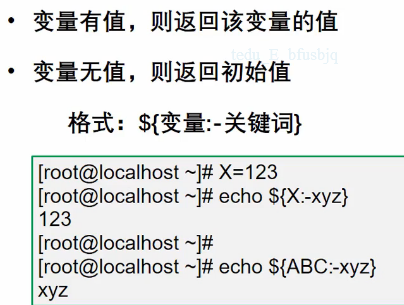 • 变量有值，则返回该变量的值
tedu_E_bfusbjq
• 变量无值，则返回初始值
格式：${变量:-关键词}
[root@localhost ~]# X=123
[root@localhost ~]# echo ${X:-xyz}
123
[root@localhost ~]#
[root@localhost ~]# echo ${ABC:-xyz}
xyz